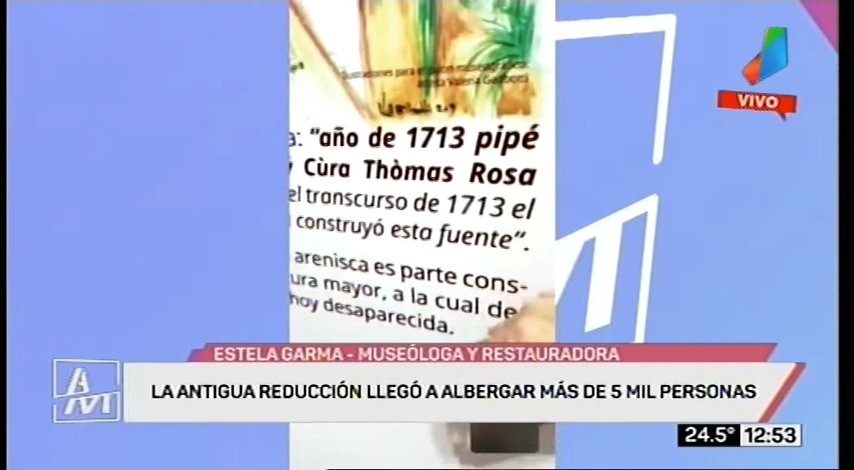 VIVO
Ilustraciones para el
a: "año de 1713 pipé
Cùra Thòmas Rosa
el transcurso de 1713 el
construyó esta fuente".
arenisca es parte cons-
ura mayor, a la cual de
hoy desaparecida.
ESTELA GARMA - MUSEÓLOGA Y RESTAURADORA
AM
LA ANTIGUA REDUCCIÓN LLEGÓ A ALBERGAR MÁS DE 5 MIL PERSONAS
24.5° 12:53